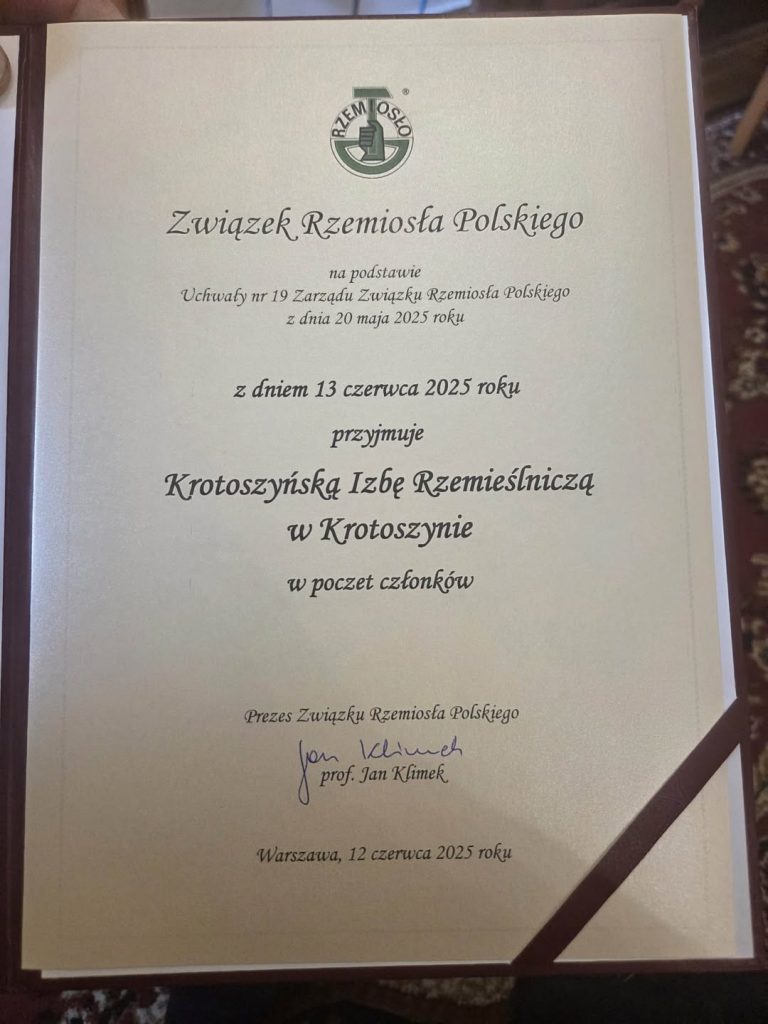 RZEMIOSŁO ®
Związek Rzemiosła Polskiego
na podstawie
Uchwały nr 19 Zarządu Związku Rzemiosła Polskiego
z dnia 20 maja 2025 roku
z dniem 13 czerwca 2025 roku
przyjmuje
Krotoszyńską Izbę Rzemieślniczą
w Krotoszynie
w poczet członków
Prezes Związku Rzemiosła Polskiego
Jan Klimek
prof. Jan Klimek
Warszawa, 12 czerwca 2025 roku